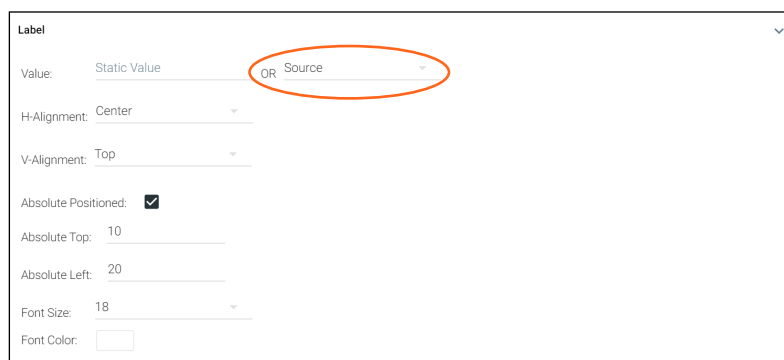 Label
Value: Static Value OR Source
H-Alignment: Center
V-Alignment: Top
Absolute Positioned:
Absolute Top: 10
Absolute Left: 20
Font Size: 18
Font Color: